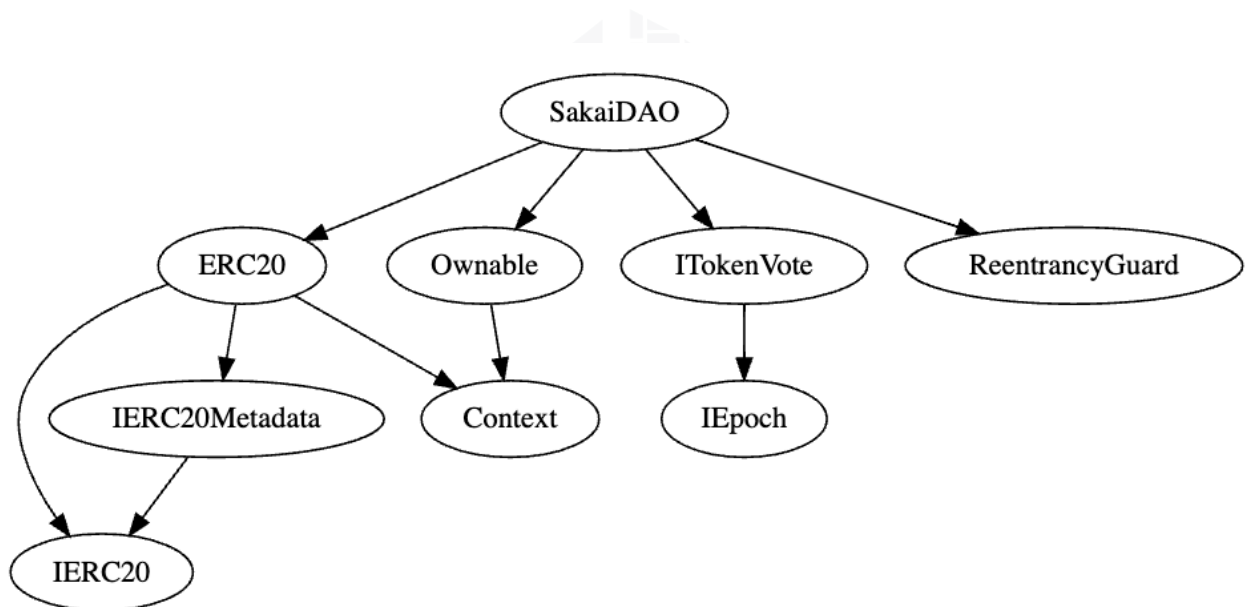 SakaiDAO
ERC20
Ownable
ITokenVote
ReentrancyGuard
IERC20Metadata
Context
IEpoch
IERC20